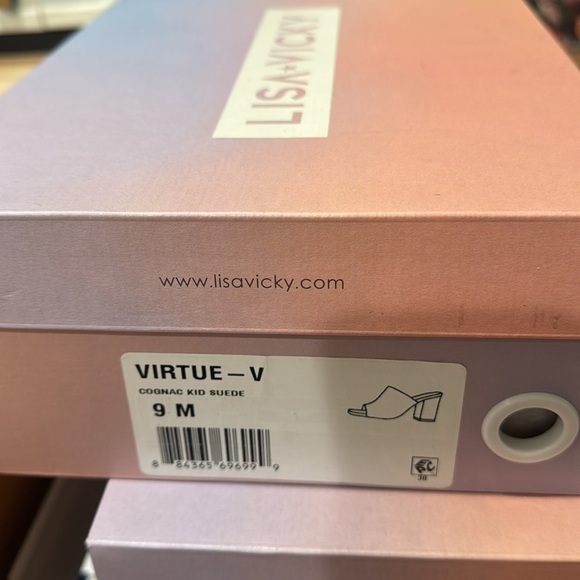 LISA VICKY
www.lisavicky.com
VIRTUE – V
COGNAC KID SUEDE
9 M
8 84365 69699 9